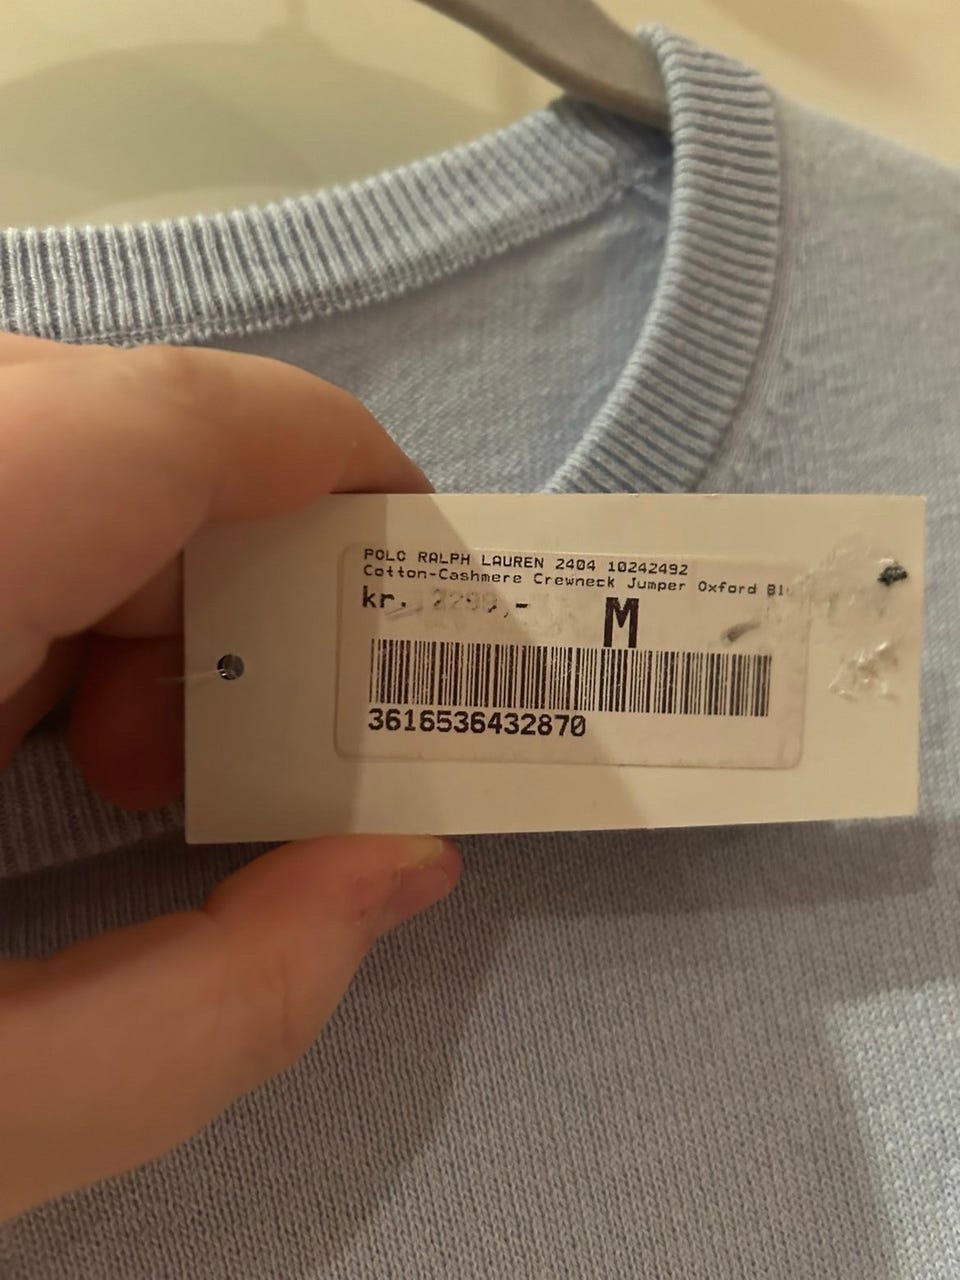 POLO RALPH LAUREN 2404 10242492
Cotton-Cashmere Crewneck Jumper Oxford
kr.
M
3616536432870